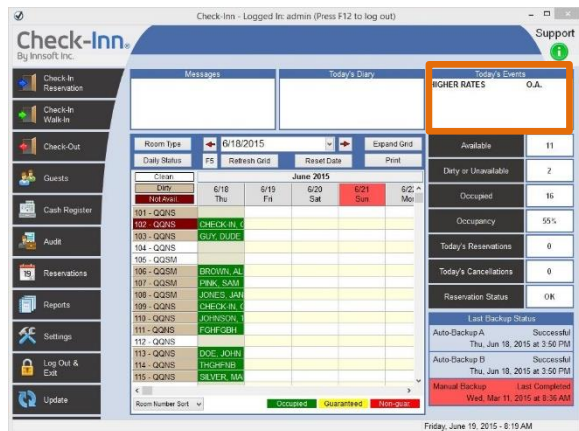 Check-Inn - Logged In: admin (Press F12 to log out)
Check-Inn®
By Innsoft Inc.
Support
Check-In
Reservation
Check-In
Walk-In
Check-Out
Guests
Cash Register
Audit
19
Reservations
Reports
Settings
Log Out &
Exit
Update
Messages
Today's Diary
Today's Events
HIGHER RATES O.A.
Room Type 6/18/2015 Expand Grid
Daily Status F5 Refresh Grid Reset Date Print
Clean June 2015
Dirty 6/18 6/19 6/20 6/21 6/22
Not Avail. Thu Fri Sat Sun Mo
101 - QQNS
102 - QQNS CHECK-IN, C
103 - QQNS GUY, DUDE
104 - QQNS
105 - QQSM
106 - QQSM BROWN, AL
107 - QQSM PINK, SAM
108 - QQSM JONES, JAN
109 - QQNS CHECK-IN, C
110 - QQNS JOHNSON, T
111 - QQNS FGHFGBH
112 - QQNS
113 - QQNS DOE, JOHN
114 - QQNS THGHFNB
115 - QQNS SILVER, MA
Room Number Sort Occupied Guaranteed Non-guar.
Available 11
Dirty or Unavailable 2
Occupied 16
Occupancy 55%
Today's Reservations 0
Today's Cancellations 0
Reservation Status OK
Last Backup Status
Auto-Backup A Successful
Thu, Jun 18, 2015 at 3:50 PM
Auto-Backup B Successful
Thu, Jun 18, 2015 at 3:50 PM
Manual Backup Last Completed
Wed, Mar 11, 2015 at 8:36 AM
Friday, June 19, 2015 - 8:19 AM